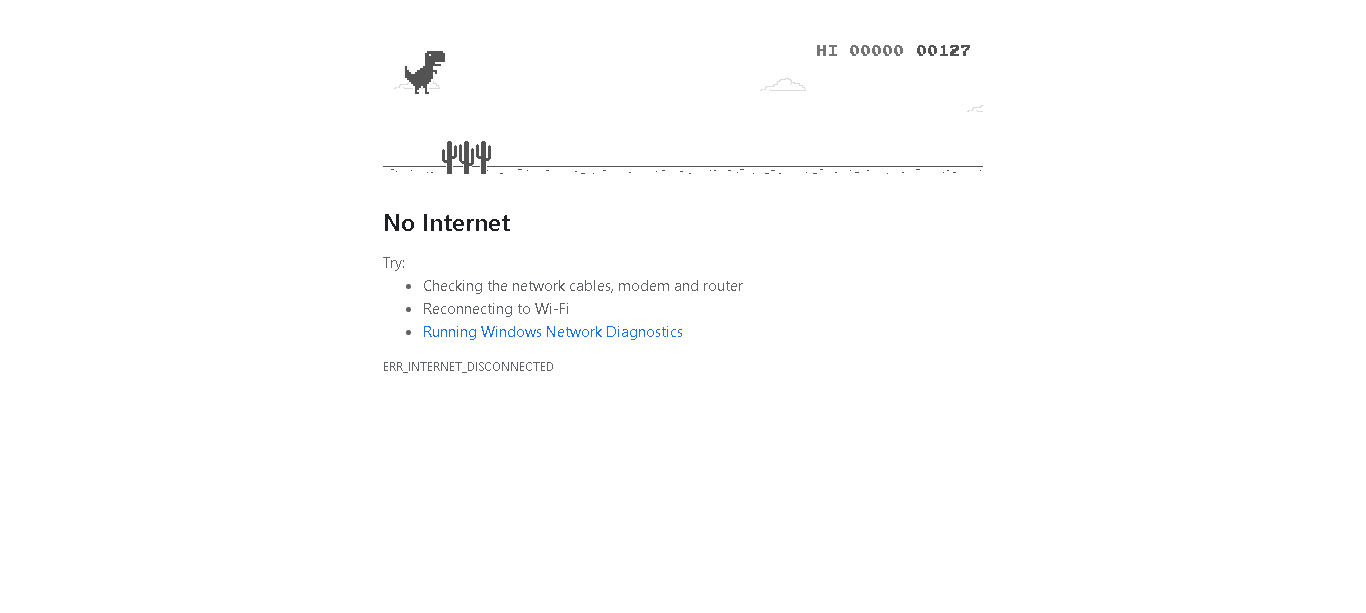 HI 00000 00127
No Internet
Try:
Checking the network cables, modem and router
Reconnecting to Wi-Fi
Running Windows Network Diagnostics
ERR_INTERNET_DISCONNECTED